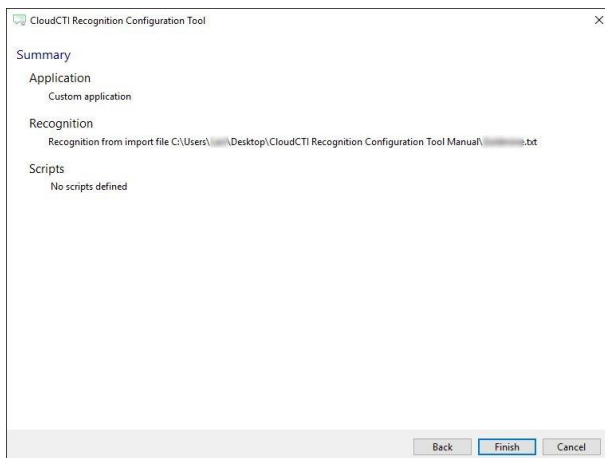 CloudCTI Recognition Configuration Tool
Summary
Application
Custom application
Recognition
Recognition from import file C:\Users\ \Desktop\CloudCTI Recognition Configuration Tool Manual\ .txt
Scripts
No scripts defined
Back Finish Cancel